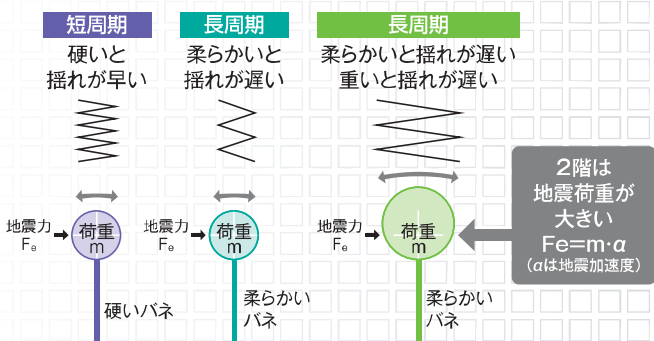 短周期
硬いと
揺れが早い
長周期
柔らかいと
揺れが遅い
長周期
柔らかいと揺れが遅い
重いと揺れが遅い
地震力
Fe
荷重
m
硬いバネ
地震力
Fe
荷重
m
柔らかい
バネ
地震力
Fe
荷重
m
柔らかい
バネ
2階は
地震荷重が
大きい
Fe=m·α
(αは地震加速度)